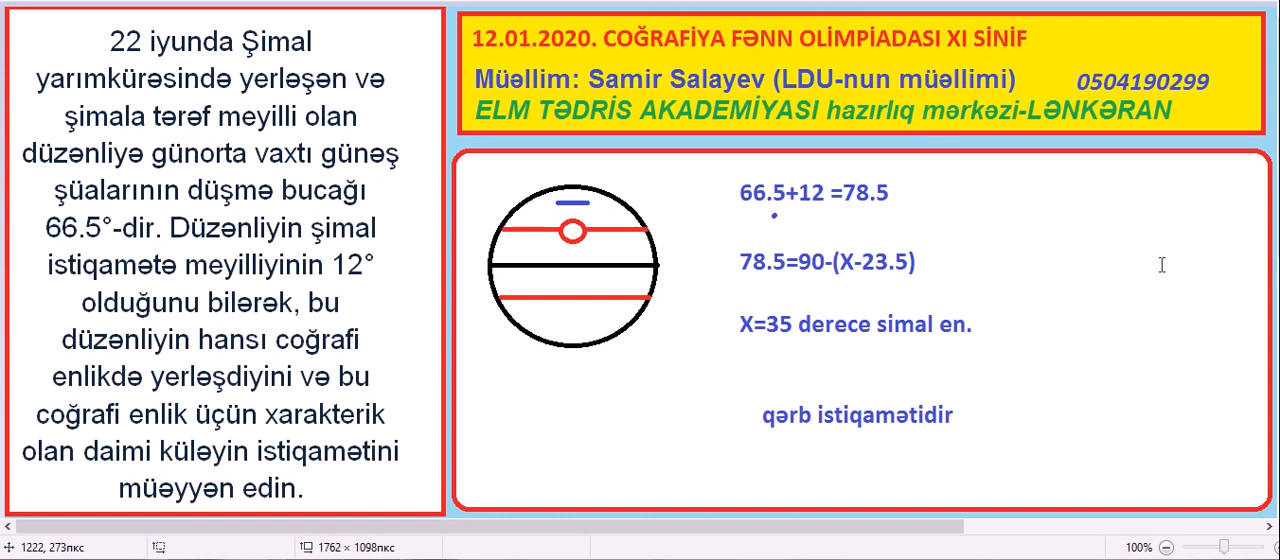 22 iyunda Şimal
yarımkürəsində yerləşən və
şimala tərəf meyilli olan
düzənliyə günorta vaxtı günəş
şüalarının düşmə bucağı
66.5°-dir. Düzənliyin şimal
istiqamətə meyilliyinin 12°
olduğunu bilərək, bu
düzənliyin hansı coğrafi
enlikdə yerləşdiyini və bu
coğrafi enlik üçün xarakterik
olan daimi küləyin istiqamətini
müəyyən edin.
12.01.2020. COĞRAFİYA FƏNN OLİMPİADASI XI SİNİF
Müəllim: Samir Salayev (LDU-nun müəllimi) 0504190299
ELM TƏDRİS AKADEMİYASI hazırlıq mərkəzi-LƏNKƏRAN
66.5+12 =78.5
78.5=90-(X-23.5)
X=35 derece simal en.
qərb istiqamətidir
1222, 273пкс
1762 × 1098пкс
100%